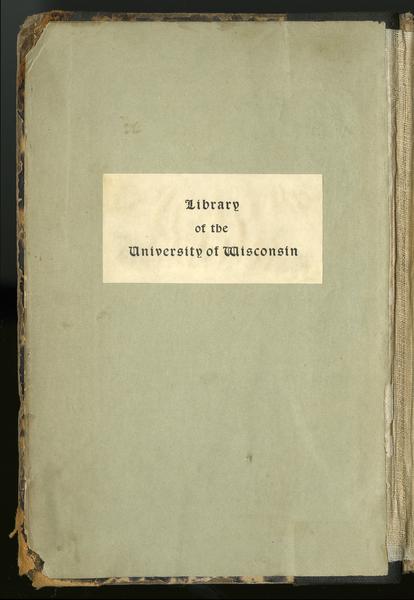 Library
of the
University of Wisconsin